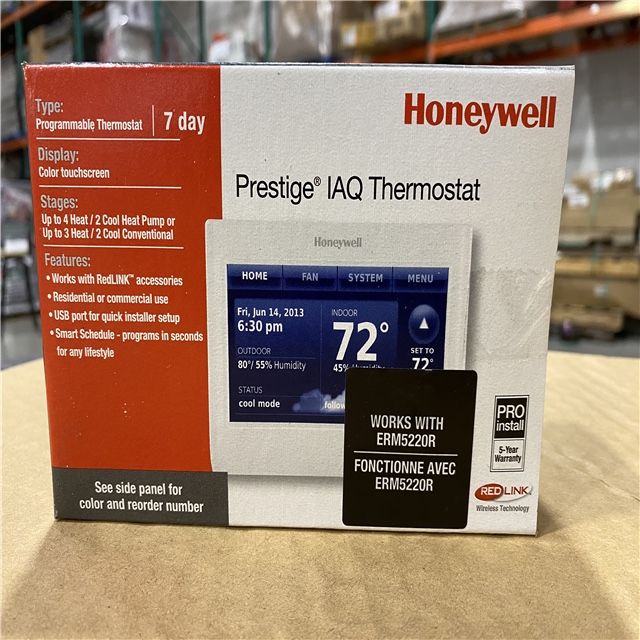 Type:
Programmable Thermostat
7 day
Display:
Color touchscreen
Stages:
Up to 4 Heat / 2 Cool Heat Pump or
Up to 3 Heat / 2 Cool Conventional
Features:
• Works with RedLINK™ accessories
• Residential or commercial use
• USB port for quick installer setup
• Smart Schedule - programs in seconds
for any lifestyle
See side panel for
color and reorder number
Honeywell
Prestige® IAQ Thermostat
Honeywell
HOME FAN SYSTEM MENU
Fri, Jun 14, 2013
6:30 pm
INDOOR
72°
45% Humidity
OUTDOOR
80°/ 55% Humidity
SET TO
72°
STATUS
cool mode
WORKS WITH
ERM5220R
FONCTIONNE AVEC
ERM5220R
PRO
install
5-Year
Warranty
REDLINK
Wireless Technology